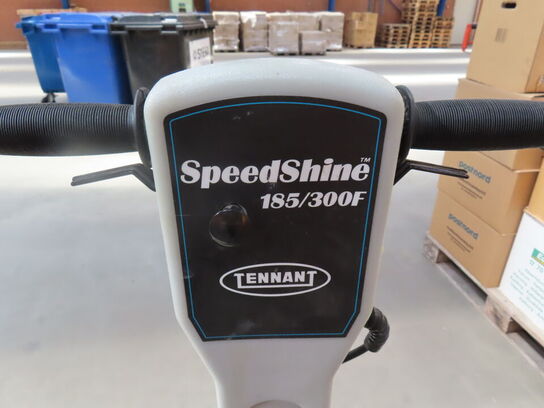 SpeedShine™
185/300F
TENNANT
postnord
postnord